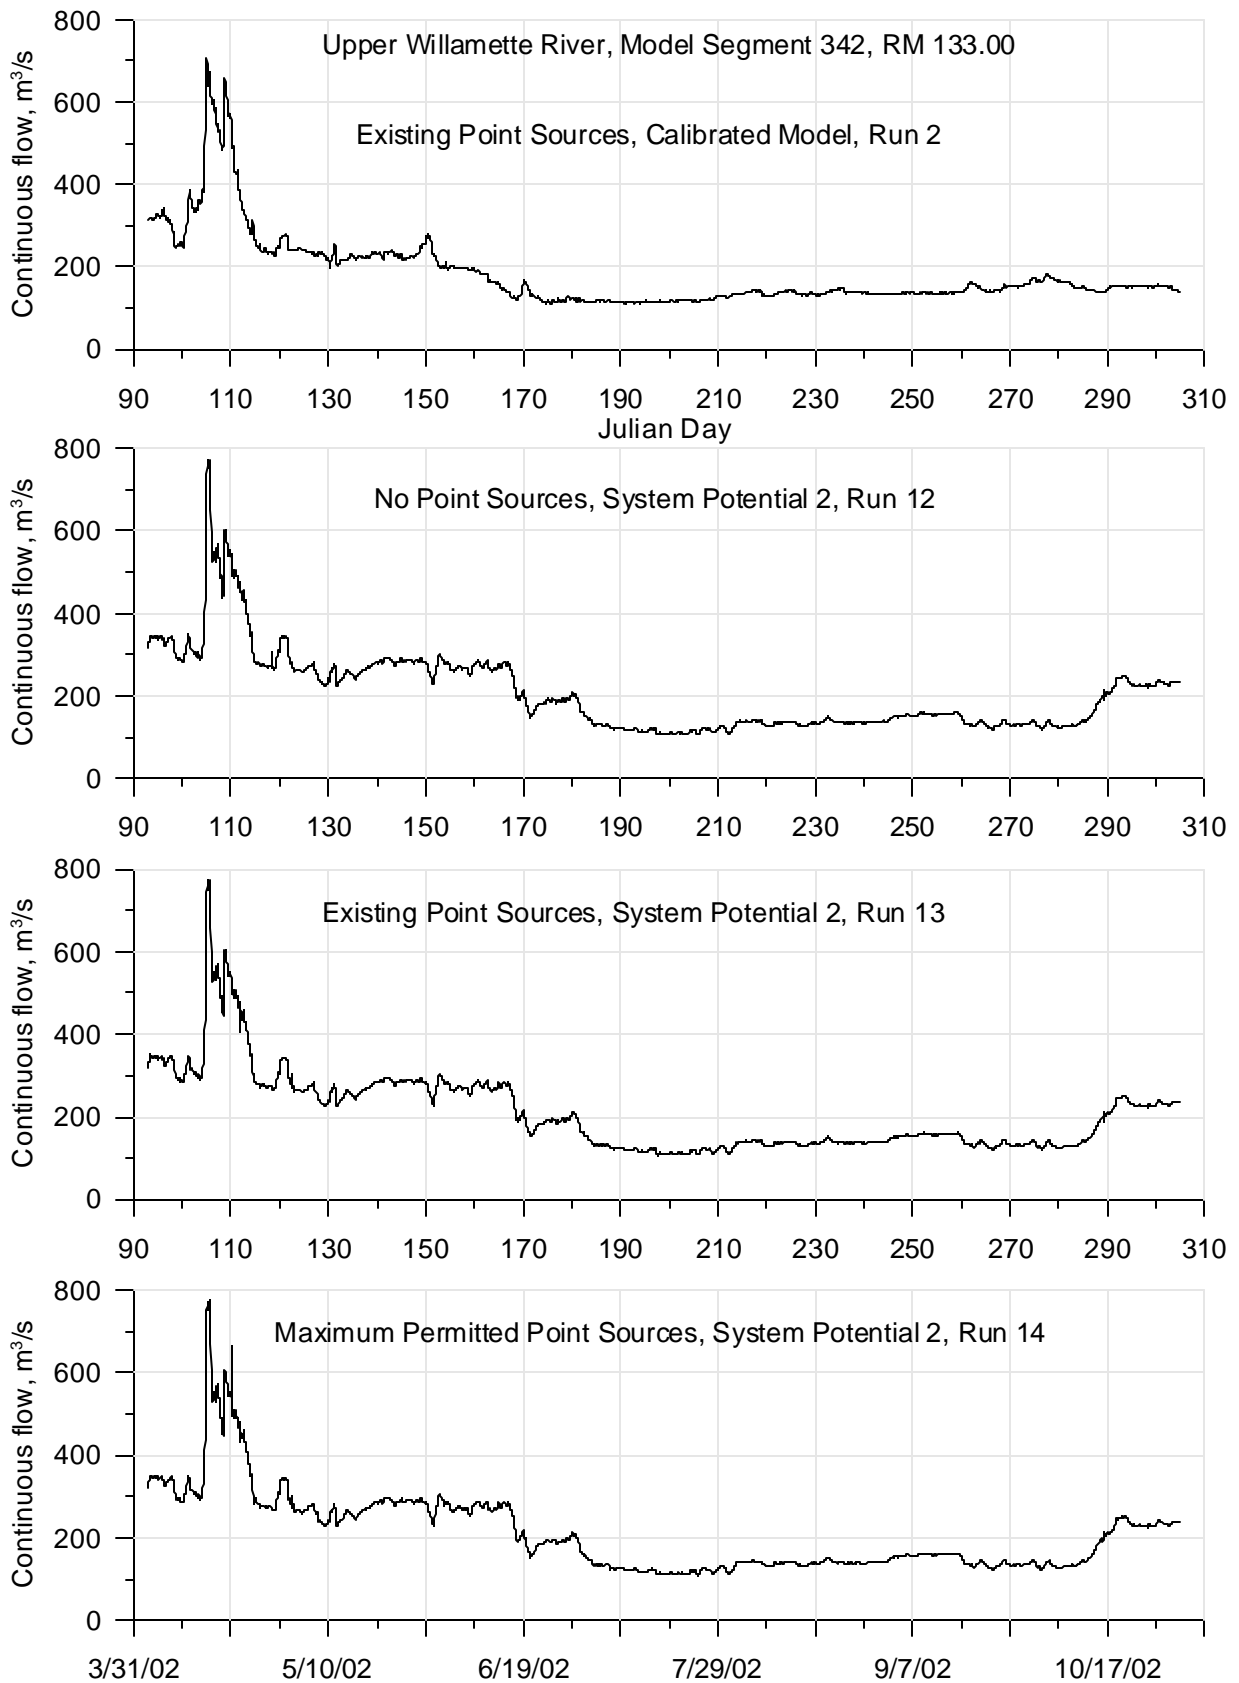 800
Upper Willamette River, Model Segment 342, RM 133.00
600
Existing Point Sources, Calibrated Model, Run 2
400
200
0
Continuous flow, m³/s
90 110 130 150 170 190 210 230 250 270 290 310
Julian Day
800
No Point Sources, System Potential 2, Run 12
600
400
200
0
Continuous flow, m³/s
90 110 130 150 170 190 210 230 250 270 290 310
800
Existing Point Sources, System Potential 2, Run 13
600
400
200
0
Continuous flow, m³/s
90 110 130 150 170 190 210 230 250 270 290 310
800
Maximum Permitted Point Sources, System Potential 2, Run 14
600
400
200
0
Continuous flow, m³/s
3/31/02 5/10/02 6/19/02 7/29/02 9/7/02 10/17/02